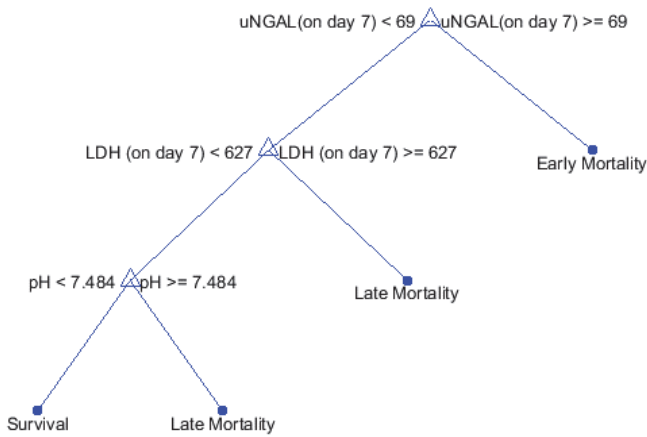 uNGAL(on day 7) < 69 uNGAL(on day 7) >= 69
LDH (on day 7) < 627 LDH (on day 7) >= 627
Early Mortality
pH < 7.484 pH >= 7.484
Late Mortality
Survival Late Mortality